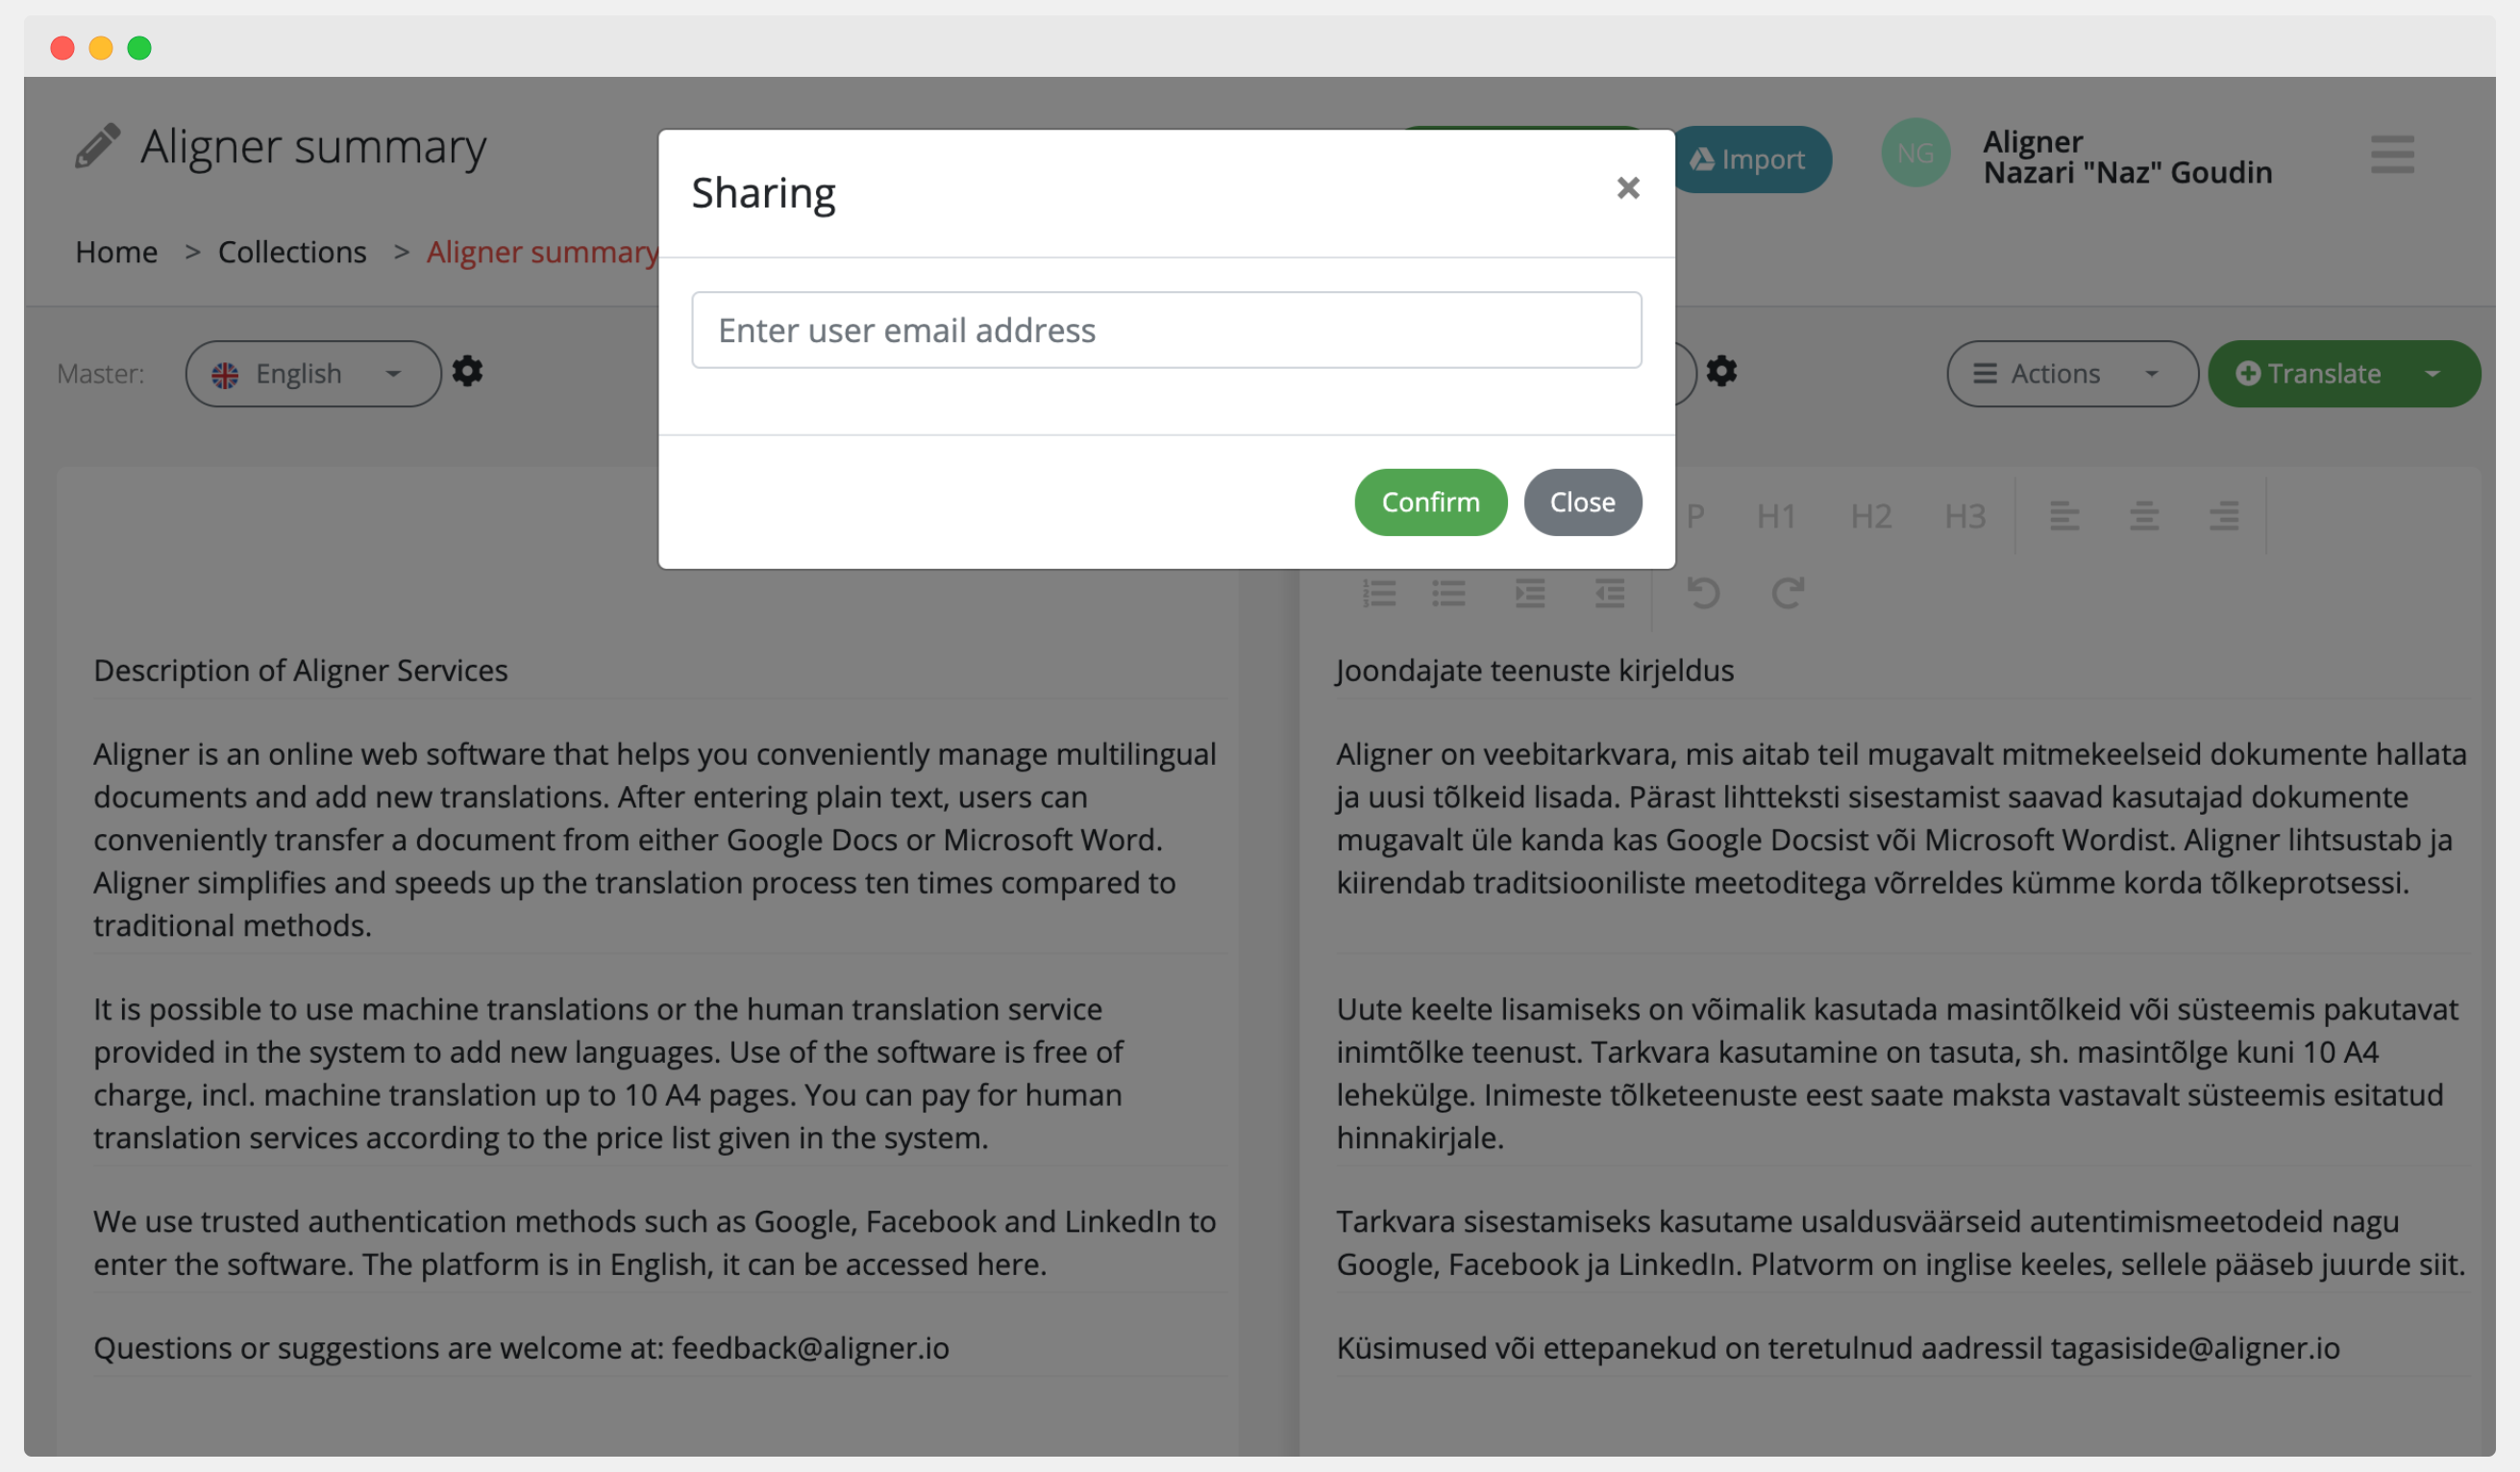 Aligner summary
Import
NG
Aligner
Nazari "Naz" Goudin
Home > Collections > Aligner summary
Sharing
×
Enter user email address
Confirm
Close
Master:
English
Actions
Translate
P H1 H2 H3
Description of Aligner Services
Aligner is an online web software that helps you conveniently manage multilingual
documents and add new translations. After entering plain text, users can
conveniently transfer a document from either Google Docs or Microsoft Word.
Aligner simplifies and speeds up the translation process ten times compared to
traditional methods.
It is possible to use machine translations or the human translation service
provided in the system to add new languages. Use of the software is free of
charge, incl. machine translation up to 10 A4 pages. You can pay for human
translation services according to the price list given in the system.
We use trusted authentication methods such as Google, Facebook and LinkedIn to
enter the software. The platform is in English, it can be accessed here.
Questions or suggestions are welcome at: feedback@aligner.io
Joondajate teenuste kirjeldus
Aligner on veebitarkvara, mis aitab teil mugavalt mitmekeelseid dokumente hallata
ja uusi tõlkeid lisada. Pärast lihtteksti sisestamist saavad kasutajad dokumente
mugavalt üle kanda kas Google Docsist või Microsoft Wordist. Aligner lihtsustab ja
kiirendab traditsiooniliste meetoditega võrreldes kümme korda tõlkeprotsessi.
Uute keelte lisamiseks on võimalik kasutada masintõlkeid või süsteemis pakutavat
inimtõlke teenust. Tarkvara kasutamine on tasuta, sh. masintõlge kuni 10 A4
lehekülge. Inimeste tõlketeenuste eest saate maksta vastavalt süsteemis esitatud
hinnakirjale.
Tarkvara sisestamiseks kasutame usaldusväärseid autentimismeetodeid nagu
Google, Facebook ja LinkedIn. Platvorm on inglise keeles, sellele pääseb juurde siit.
Küsimused või ettepanekud on teretulnud aadressil tagasiside@aligner.io